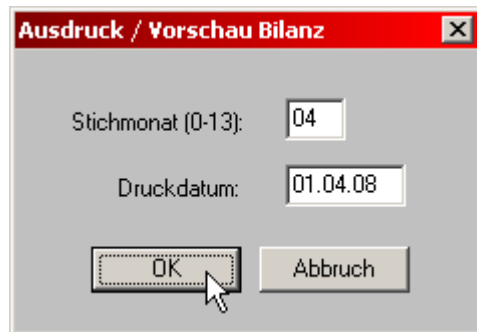 Ausdruck / Vorschau Bilanz
Stichmonat (0-13): 04
Druckdatum: 01.04.08
OK Abbruch